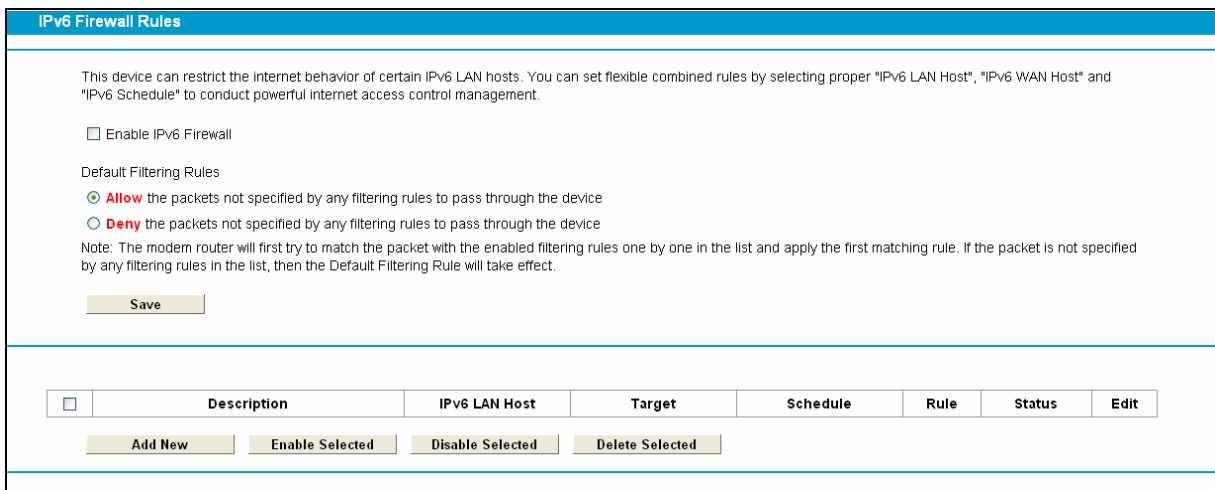 IPv6 Firewall Rules
This device can restrict the internet behavior of certain IPv6 LAN hosts. You can set flexible combined rules by selecting proper "IPv6 LAN Host", "IPv6 WAN Host" and
"IPv6 Schedule" to conduct powerful internet access control management.
Enable IPv6 Firewall
Default Filtering Rules
Allow the packets not specified by any filtering rules to pass through the device
Deny the packets not specified by any filtering rules to pass through the device
Note: The modem router will first try to match the packet with the enabled filtering rules one by one in the list and apply the first matching rule. If the packet is not specified
by any filtering rules in the list, then the Default Filtering Rule will take effect.
Save
Description IPv6 LAN Host Target Schedule Rule Status Edit
Add New Enable Selected Disable Selected Delete Selected